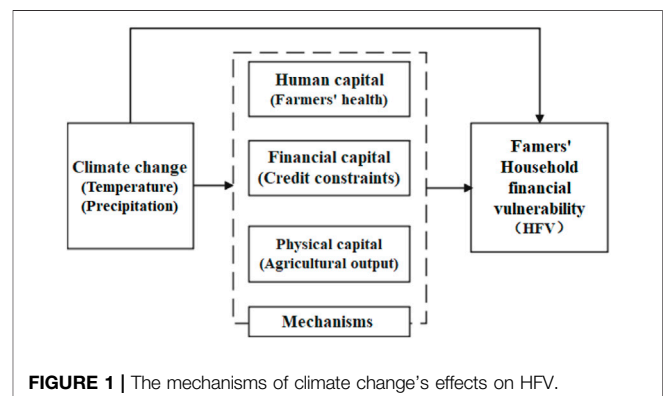 Human capital
(Farmers' health)
Climate change
(Temperature)
(Precipitation)
Financial capital
(Credit constraints)
Physical capital
(Agricultural output)
Mechanisms
Famers'
Household
financial
vulnerability
（HFV）
FIGURE 1 | The mechanisms of climate change's effects on HFV.